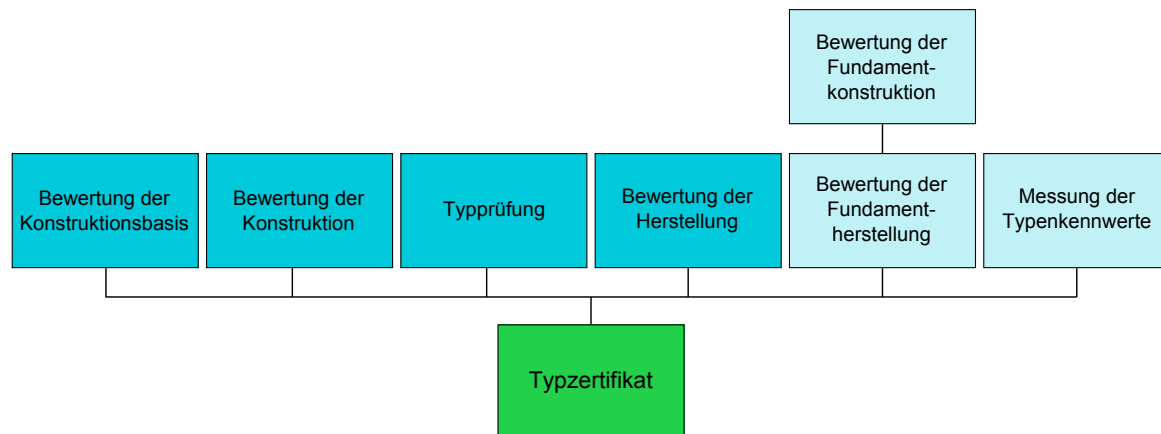 Bewertung der
Fundament-
konstruktion
Bewertung der
Konstruktionsbasis
Bewertung der
Konstruktion
Typprüfung
Bewertung der
Herstellung
Bewertung der
Fundament-
herstellung
Messung der
Typenkennwerte
Typzertifikat